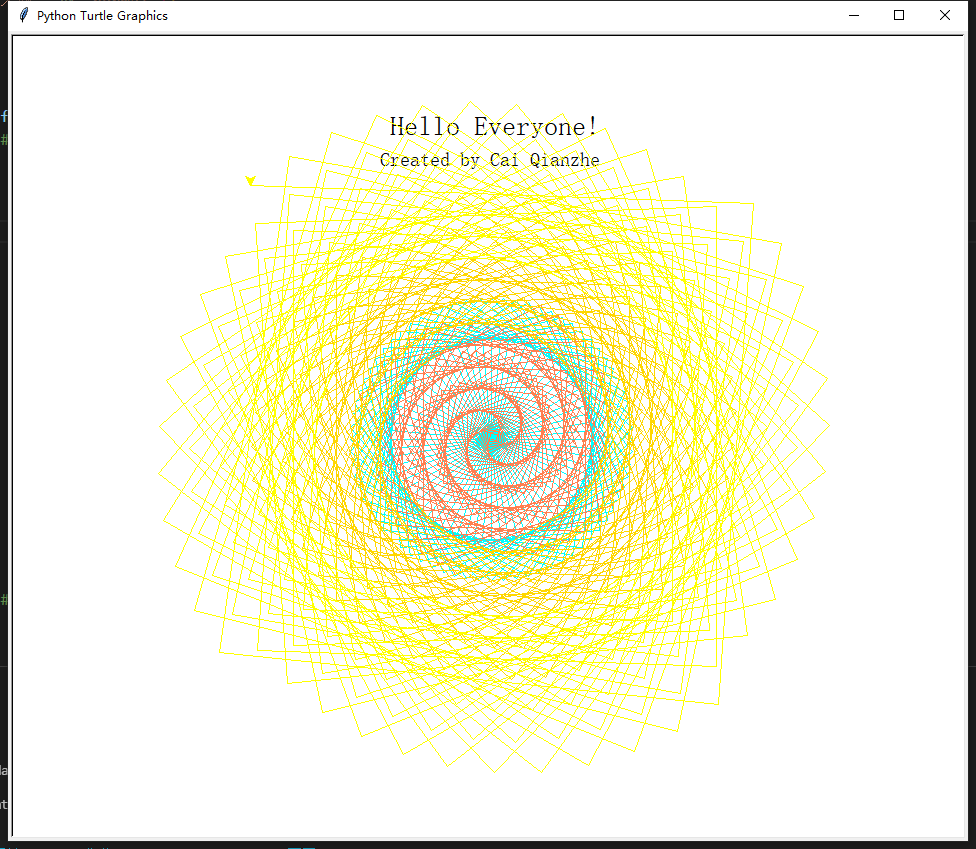 Python Turtle Graphics
Hello Everyone!
Created by Cai Qianzhe